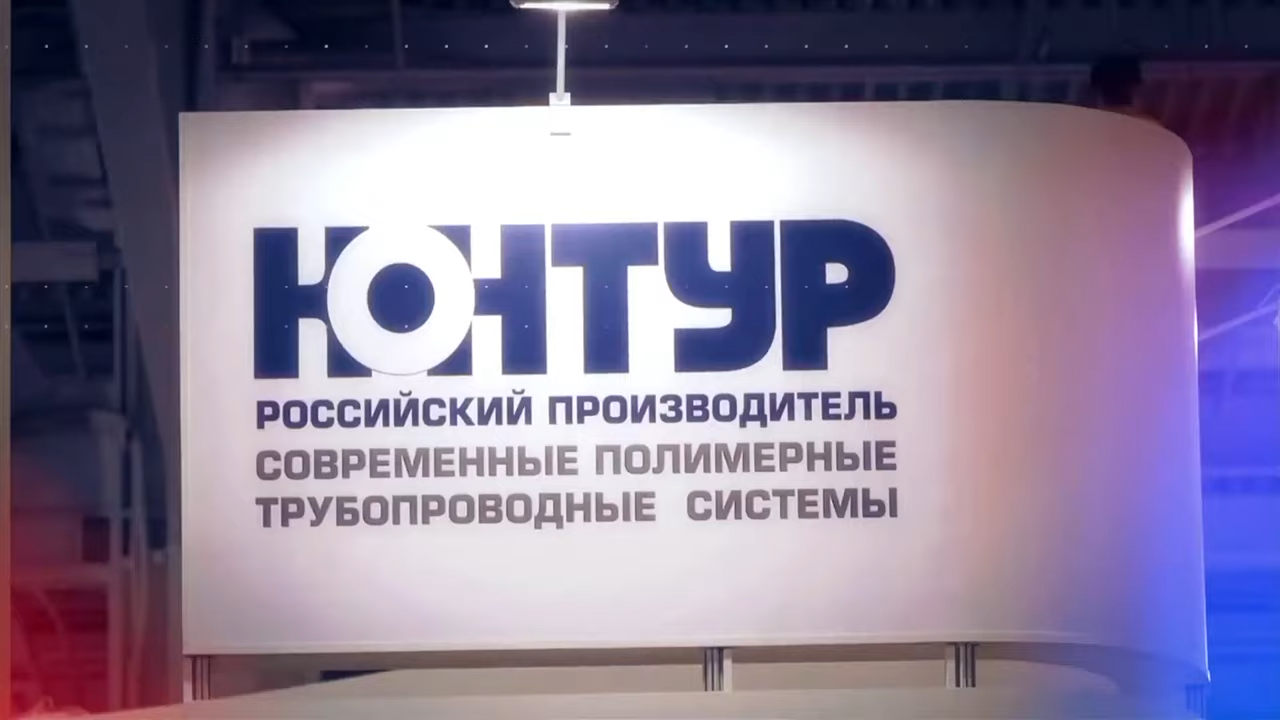 КОНТУР
РОССИЙСКИЙ ПРОИЗВОДИТЕЛЬ
СОВРЕМЕННЫЕ ПОЛИМЕРНЫЕ
ТРУБОПРОВОДНЫЕ СИСТЕМЫ